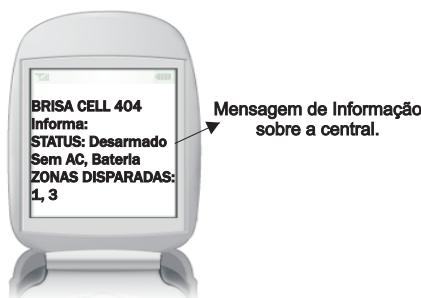 BRISA CELL 404
Informa:
STATUS: Desarmado
Sem AC, Bateria
ZONAS DISPARADAS:
1, 3
Mensagem de Informação
sobre a central.